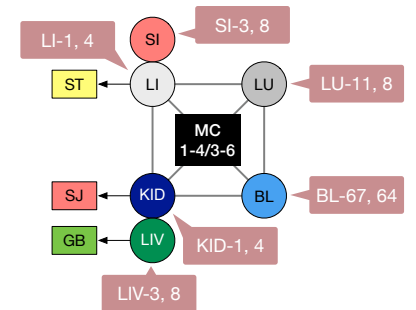 SI-3, 8
SI
LI-1, 4
ST
LI
LU
LU-11, 8
MC
1-4/3-6
SJ
KID
BL
BL-67, 64
GB
LIV
KID-1, 4
LIV-3, 8